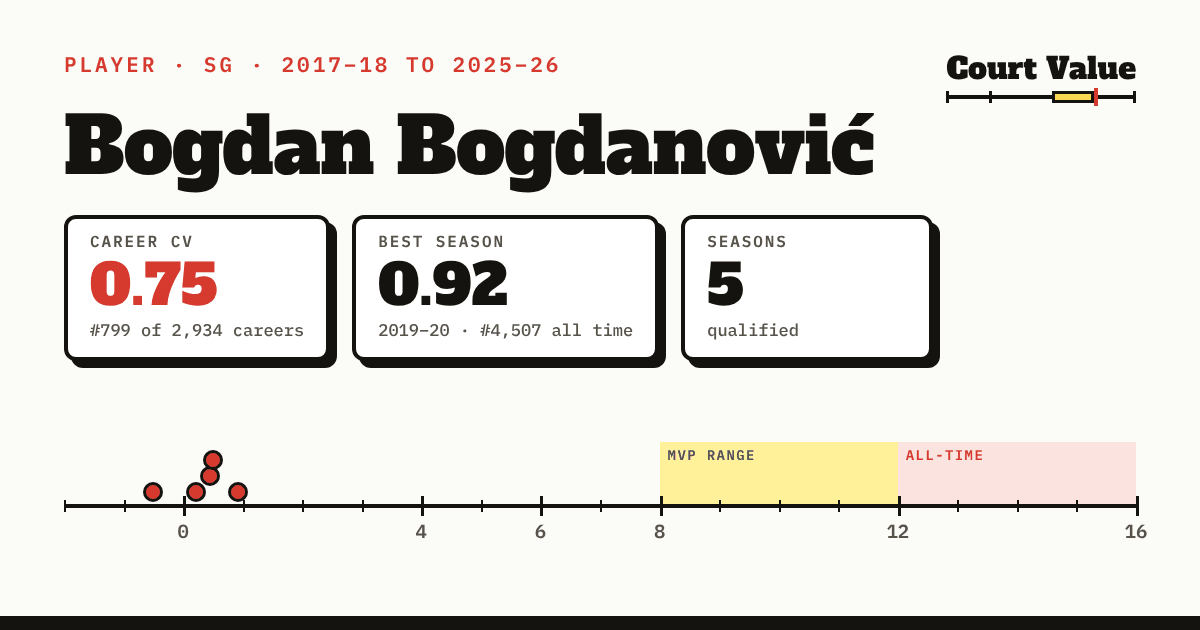 PLAYER · SG · 2017–18 TO 2025–26
Court Value
Bogdan Bogdanović
CAREER CV
0.75
#799 of 2,934 careers
BEST SEASON
0.92
2019–20 · #4,507 all time
SEASONS
5
qualified
MVP RANGE
ALL-TIME
0 4 6 8 12 16